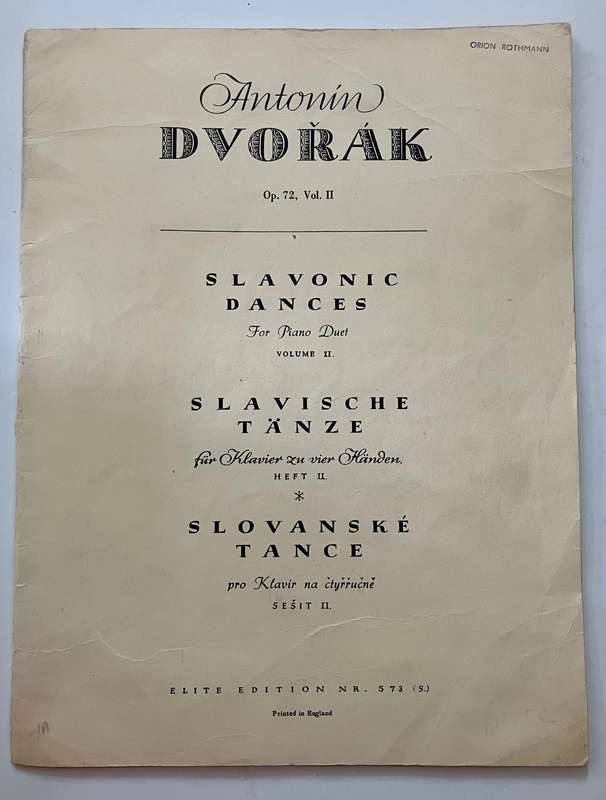 ORION ROTHMANN
Antonín
DVOŘÁK
Op. 72, Vol. II
SLAVONIC
DANCES
For Piano Duet
VOLUME II.
SLAVISCHE
TÄNZE
für Klavier zu vier Händen.
HEFT II.
*
SLOVANSKÉ
TANCE
pro Klavír na čtyřřučně
SEŠIT II.
ELITE EDITION NR. 573 (S.)
Printed in England
1A